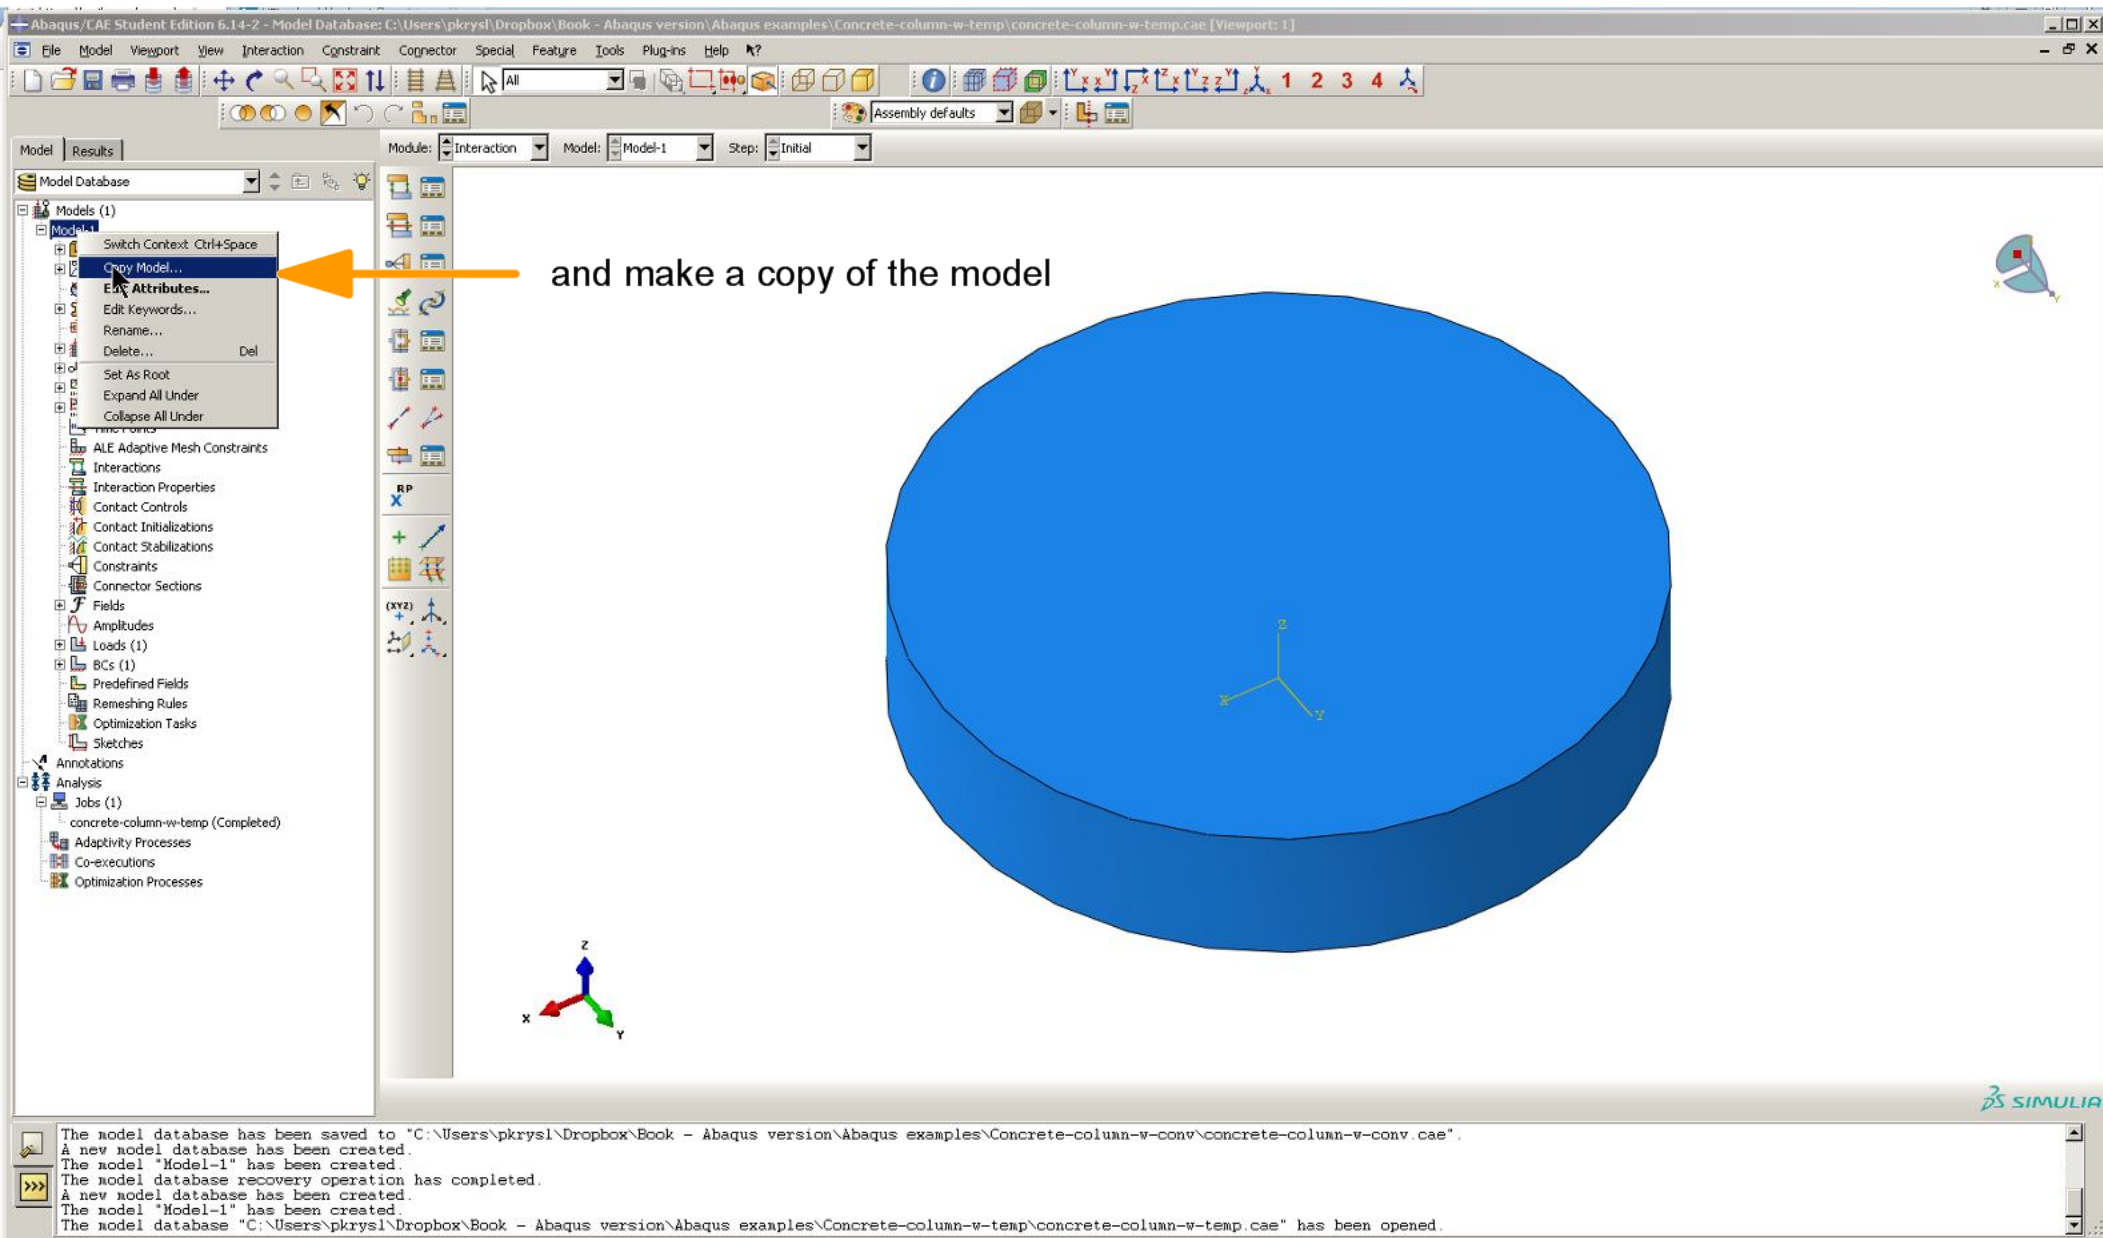 Abaqus/CAE Student Edition 6.14-2 - Model Database: C:\Users\pkrysl\Dropbox\Book - Abaqus version\Abaqus examples\Concrete-column-w-temp\concrete-column-w-temp.cae [Viewport: 1]
File Model Viewport View Interaction Constraint Connector Special Feature Tools Plug-ins Help
All
1 2 3 4
Assembly defaults
Model Results
Module: Interaction Model: Model-1 Step: Initial
Model Database
Models (1)
Model-1
Switch Context Ctrl+Space
Copy Model...
Edit Attributes...
Edit Keywords...
Rename...
Delete... Del
Set As Root
Expand All Under
Collapse All Under
and make a copy of the model
Time Points
ALE Adaptive Mesh Constraints
Interactions
Interaction Properties
Contact Controls
Contact Initializations
Contact Stabilizations
Constraints
Connector Sections
Fields
Amplitudes
Loads (1)
BCs (1)
Predefined Fields
Remeshing Rules
Optimization Tasks
Sketches
Annotations
Analysis
Jobs (1)
concrete-column-w-temp (Completed)
Adaptivity Processes
Co-executions
Optimization Processes
RP
(XYZ)
X Y
Z
X
Y
Z
X
Y
SIMULIA
The model database has been saved to "C:\Users\pkrysl\Dropbox\Book - Abaqus version\Abaqus examples\Concrete-column-w-conv\concrete-column-w-conv.cae".
A new model database has been created.
The model "Model-1" has been created.
The model database recovery operation has completed.
A new model database has been created.
The model "Model-1" has been created.
The model database "C:\Users\pkrysl\Dropbox\Book - Abaqus version\Abaqus examples\Concrete-column-w-temp\concrete-column-w-temp.cae" has been opened.